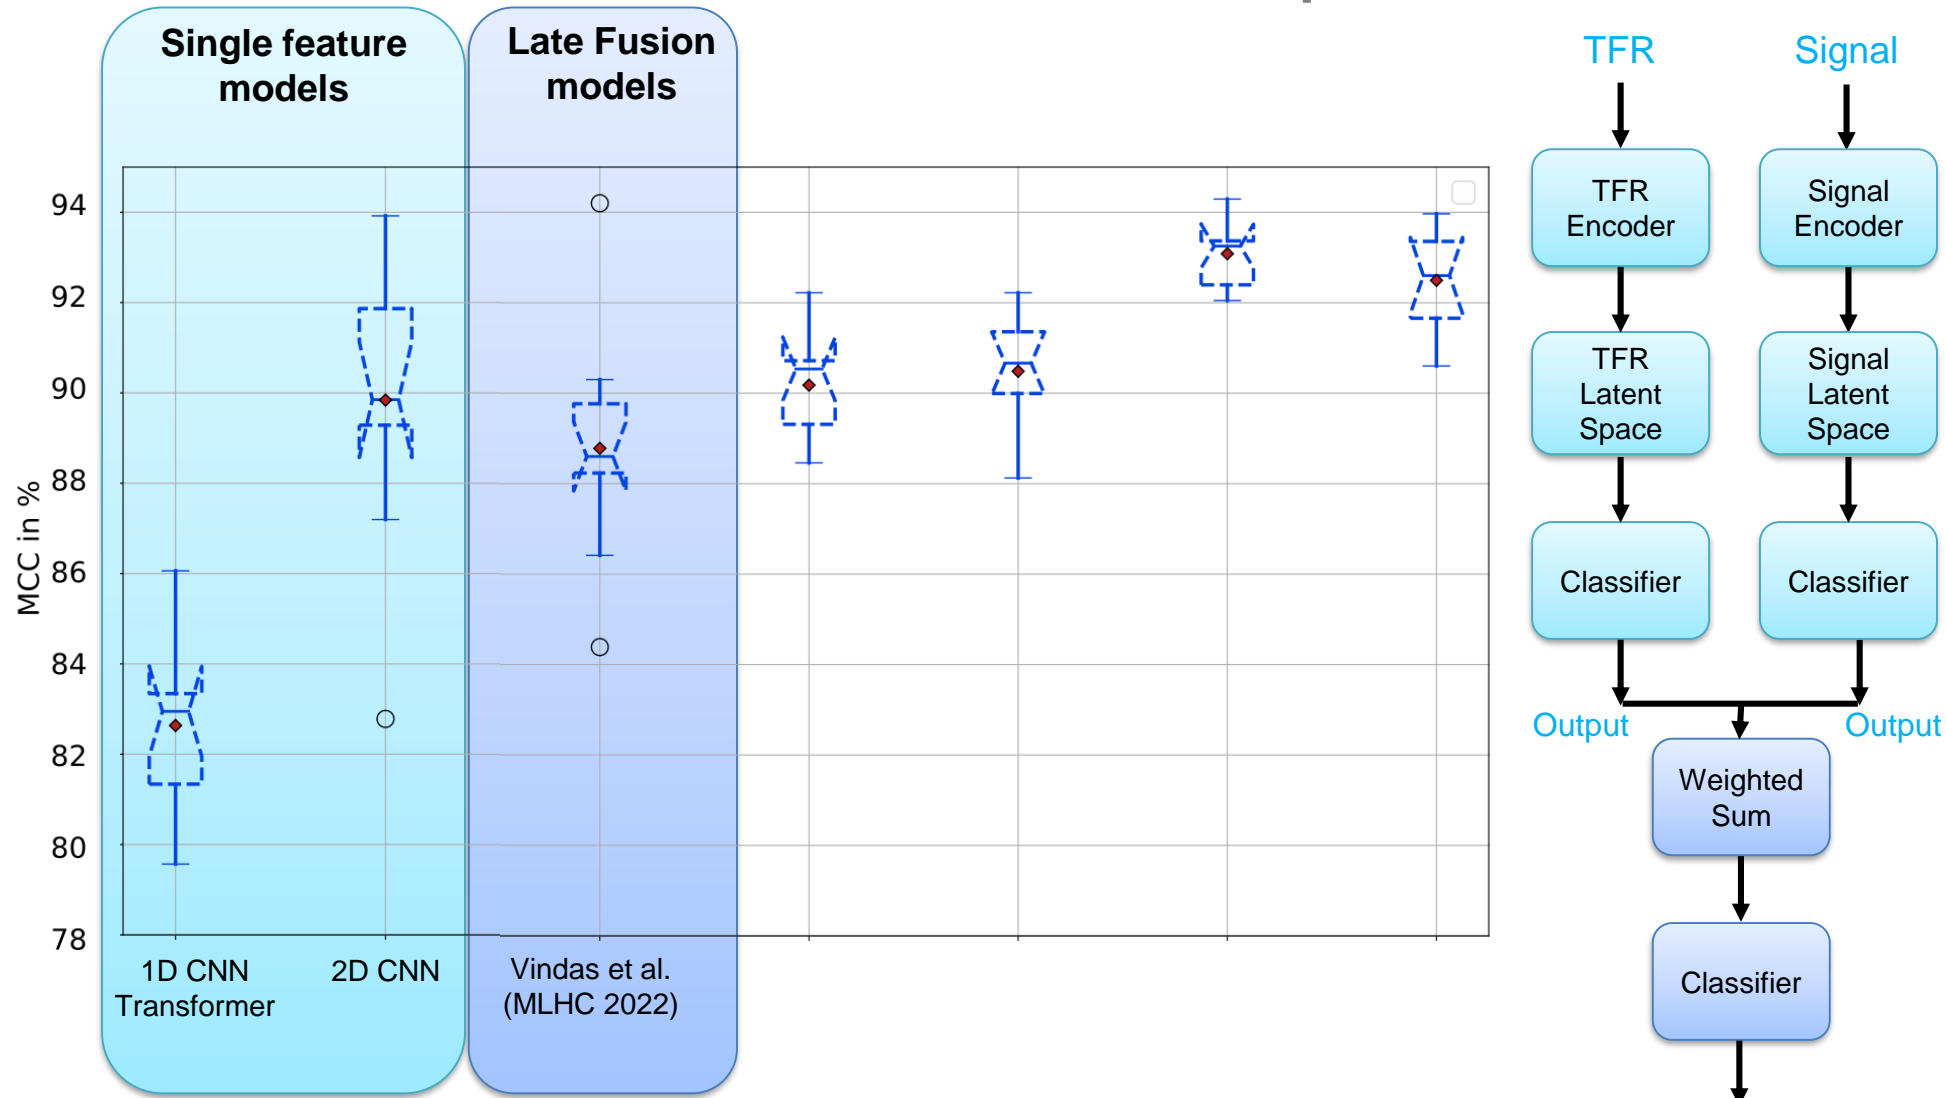 Single feature
models
Late Fusion
models
TFR
Signal
94
92
90
88
86
84
82
80
78
MCC in %
1D CNN
Transformer
2D CNN
Vindas et al.
(MLHC 2022)
TFR
Encoder
Signal
Encoder
TFR
Latent
Space
Signal
Latent
Space
Classifier
Classifier
Output
Output
Weighted
Sum
Classifier